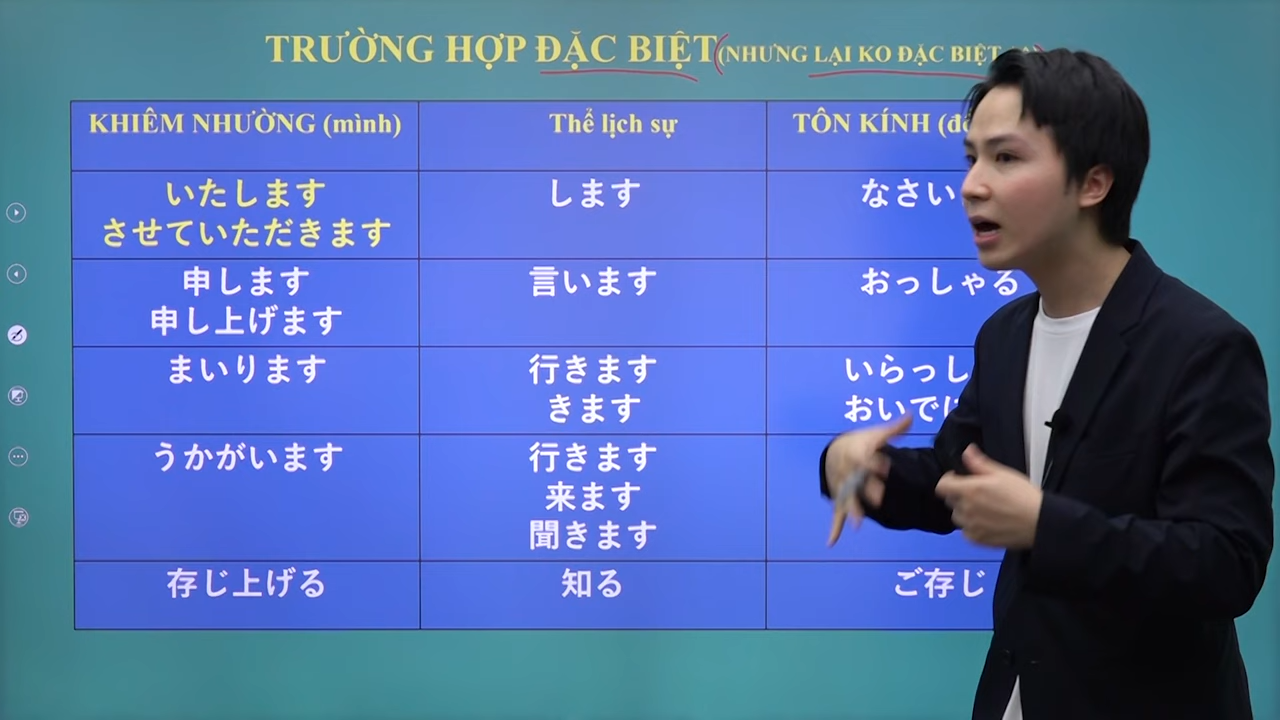 TRƯỜNG HỢP ĐẶC BIỆT (NHƯNG LẠI KO ĐẶC BIỆT
KHIÊM NHƯỜNG (mình)
Thể lịch sự
TÔN KÍNH
いたします
させていただきます
します
なさい
申します
申し上げます
言います
おっしゃる
まいります
行きます
きます
いらっし
おいで
うかがいます
行きます
来ます
聞きます
存じ上げる
知る
ご存じ